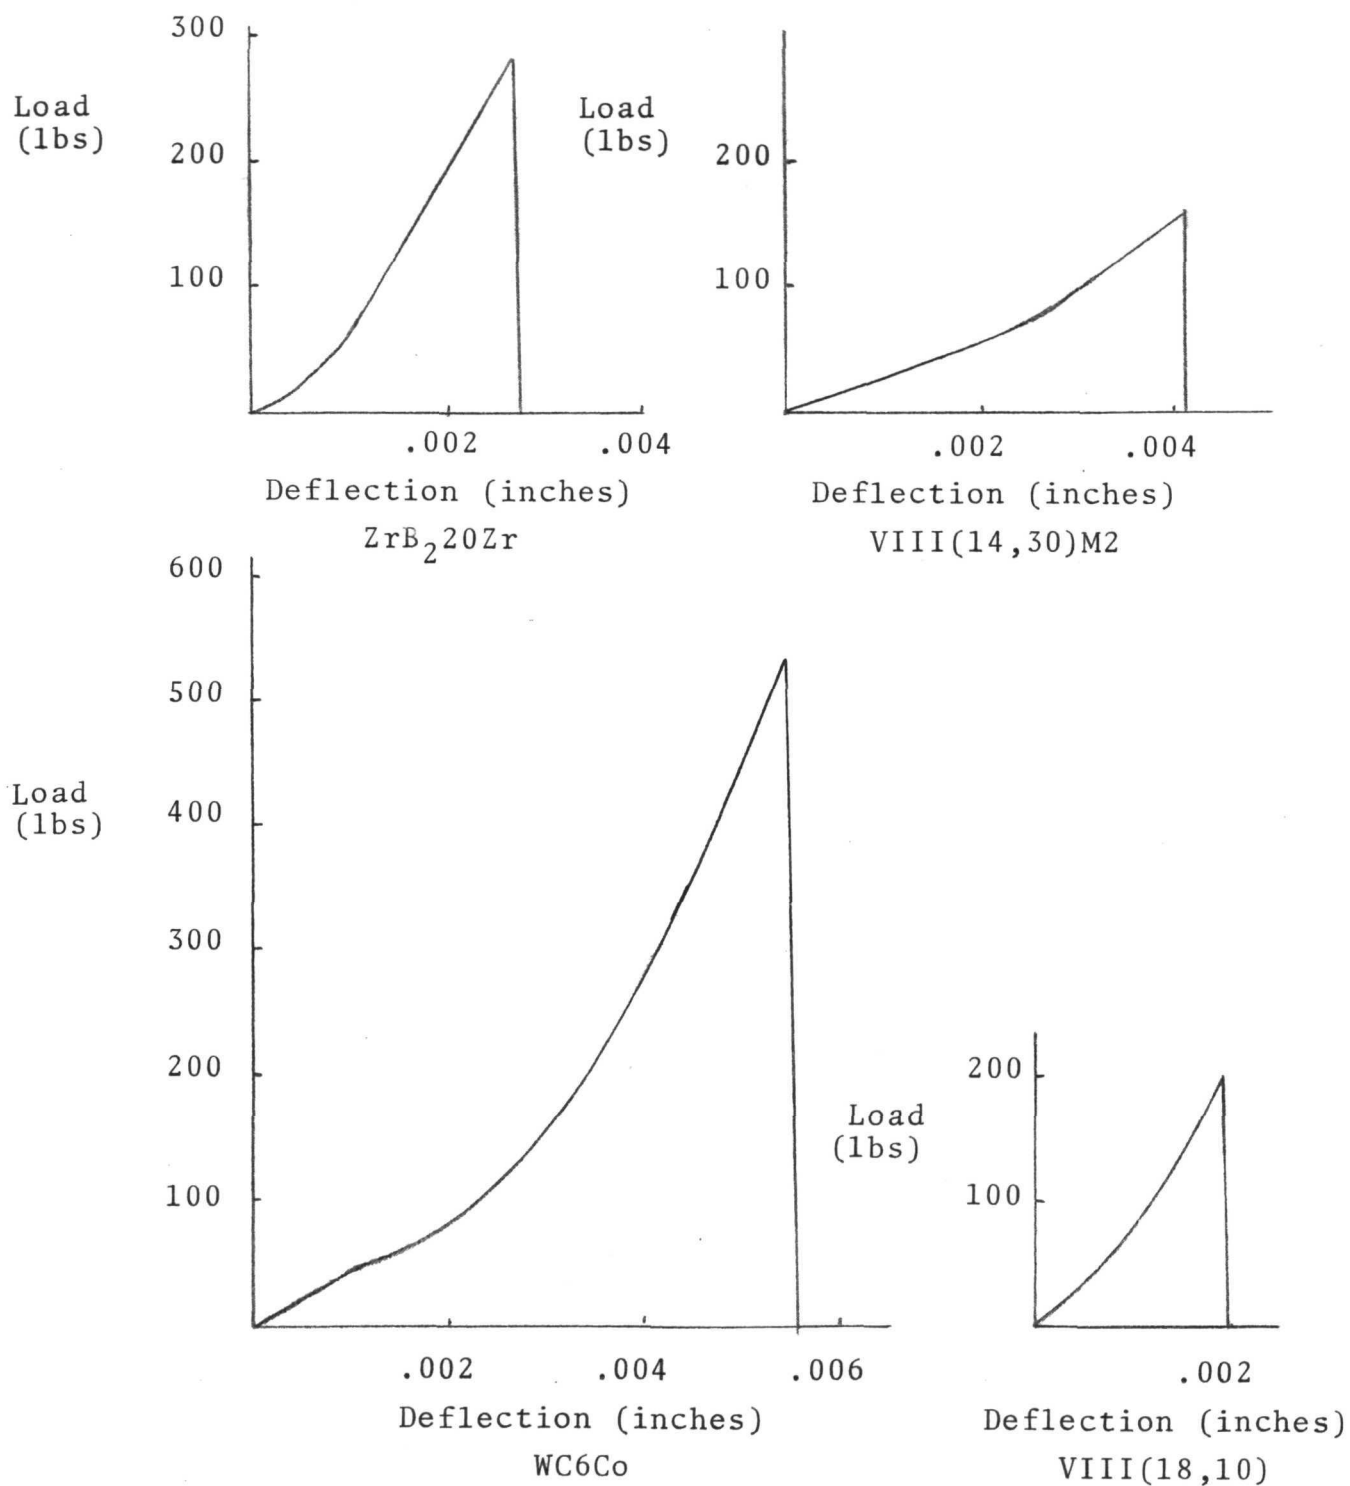 300
Load
(lbs)
200
100
.002 .004
Deflection (inches)
ZrB₂20Zr
Load
(lbs)
200
100
.002 .004
Deflection (inches)
VIII(14,30)M2
600
500
Load
(lbs)
400
300
200
100
.002 .004 .006
Deflection (inches)
WC6Co
200
Load
(lbs)
100
.002
Deflection (inches)
VIII(18,10)